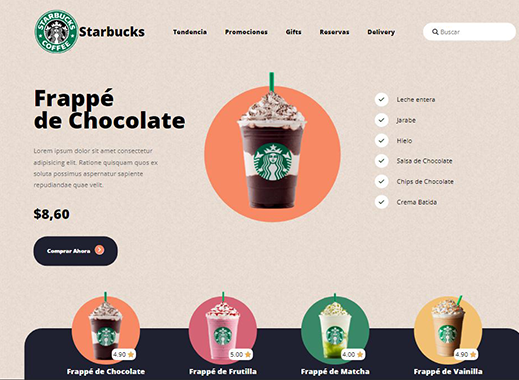 STARBUCKS
COFFEE
Starbucks
Tendencia
Promociones
Gifts
Reservas
Delivery
Buscar
Frappé
de Chocolate
Lorem ipsum dolor sit amet consectetur
adipisicing elit. Ratione quisquam quos ex
soluta possimus aspernatur sapiente
repudiandae quae velit.
$8,60
Comprar Ahora
Leche entera
Jarabe
Hielo
Salsa de Chocolate
Chips de Chocolate
Crema Batida
4.90
5.00
4.00
4.90
Frappé de Chocolate
Frappé de Frutilla
Frappé de Matcha
Frappé de Vainilla